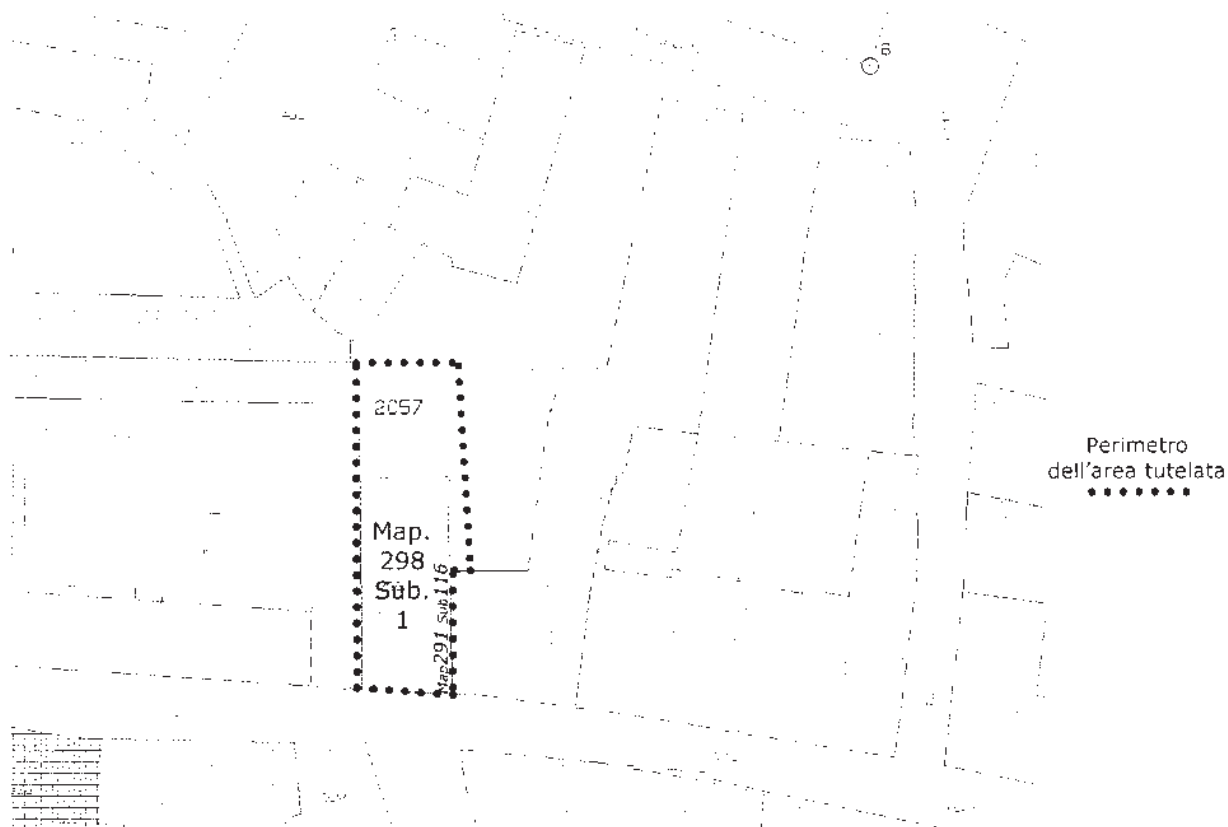 6
2057
Map.
298
Sub.
1
Map291 Sub116
Perimetro
dell'area tutelata